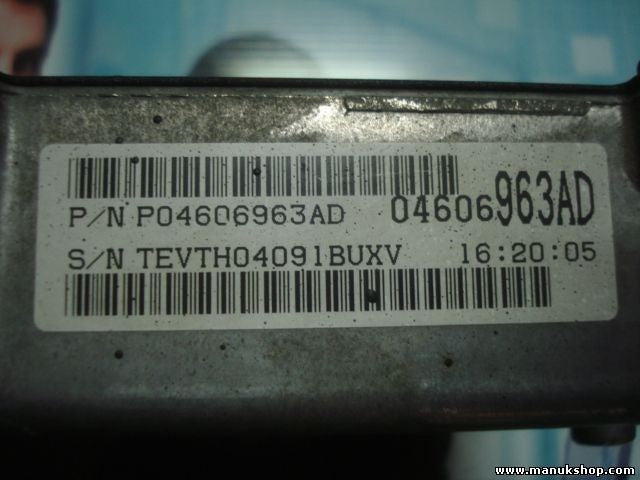 P/N P04606963AD 04606963AD
S/N TEVTH04091BUXV 16:20:05
www.manukshop.com